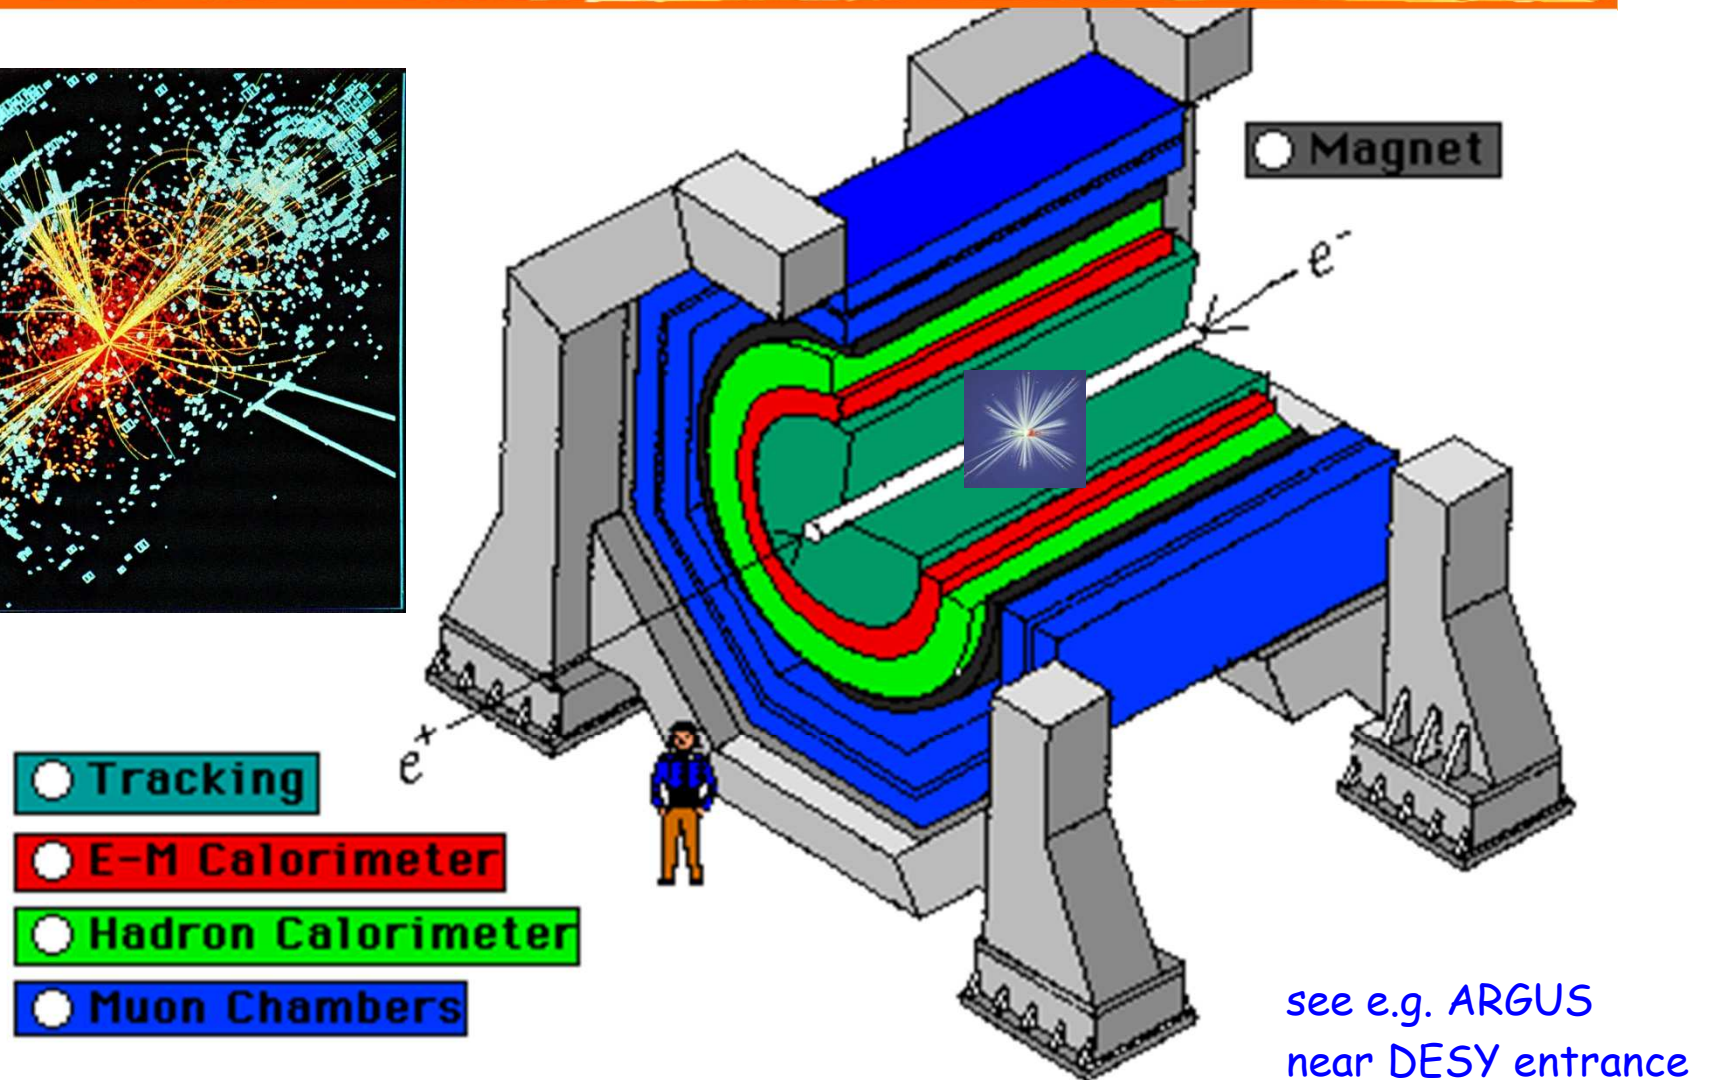 Magnet
e-
e+
Tracking
E-M Calorimeter
Hadron Calorimeter
Muon Chambers
see e.g. ARGUS
near DESY entrance